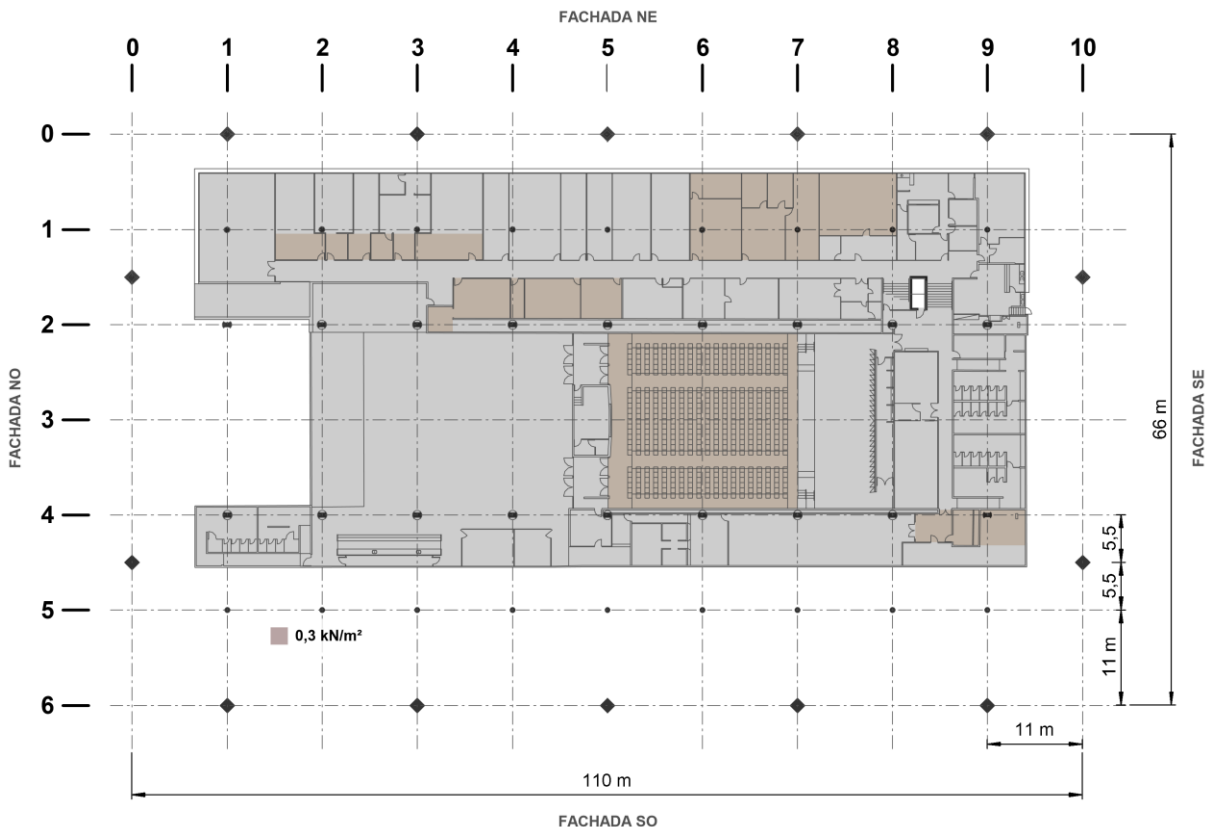 FACHADA NE
0 1 2 3 4 5 6 7 8 9 10
0
1
2
3
4
5
6
FACHADA NO
FACHADA SE
66 m
5,5
5,5
11 m
0,3 kN/m²
11 m
110 m
FACHADA SO